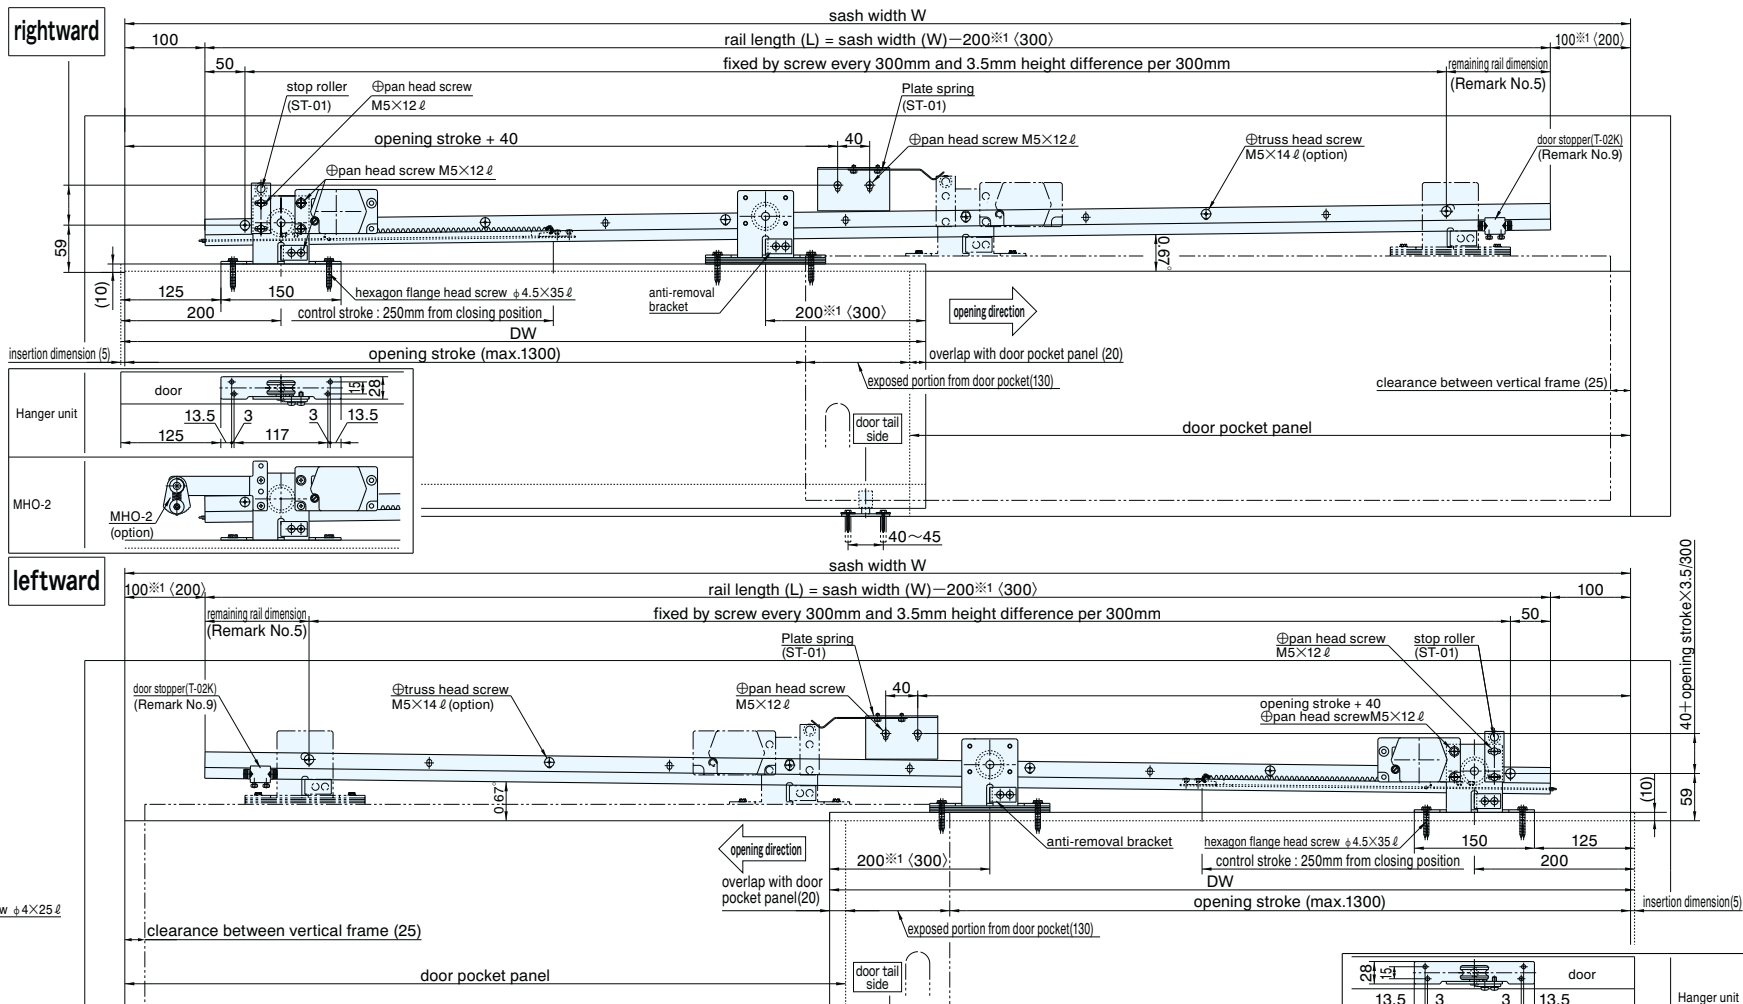 rightward
sash width W
100
rail length (L) = sash width (W)−200※1〈300〉
100※1〈200〉
50
fixed by screw every 300mm and 3.5mm height difference per 300mm
remaining rail dimension
(Remark No.5)
stop roller
(ST-01)
⊕pan head screw
M5×12ℓ
Plate spring
(ST-01)
opening stroke + 40
40
⊕pan head screw M5×12ℓ
⊕truss head screw
M5×14ℓ(option)
door stopper(T-02K)
(Remark No.9)
⊕pan head screw M5×12ℓ
59
0.67°
(10)
125
150
hexagon flange head screw φ4.5×35ℓ
anti-removal
bracket
200
control stroke : 250mm from closing position
200※1〈300〉
opening direction
DW
insertion dimension (5)
opening stroke (max.1300)
overlap with door pocket panel (20)
exposed portion from door pocket(130)
clearance between vertical frame (25)
Hanger unit
door
15
28
13.5
3
3
13.5
125
117
door tail
side
door pocket panel
MHO-2
MHO-2
(option)
40～45
leftward
sash width W
100※1〈200〉
rail length (L) = sash width (W)−200※1〈300〉
100
remaining rail dimension
(Remark No.5)
fixed by screw every 300mm and 3.5mm height difference per 300mm
50
Plate spring
(ST-01)
⊕pan head screw
M5×12ℓ
stop roller
(ST-01)
40＋opening stroke×3.5/300
door stopper(T-02K)
(Remark No.9)
⊕truss head screw
M5×14ℓ(option)
⊕pan head screw
M5×12ℓ
40
opening stroke + 40
⊕pan head screwM5×12ℓ
0.67°
(10)
59
opening direction
anti-removal bracket
hexagon flange head screw φ4.5×35ℓ
150
125
200※1〈300〉
control stroke : 250mm from closing position
200
overlap with door
pocket panel(20)
DW
w φ4×25ℓ
opening stroke (max.1300)
insertion dimension(5)
clearance between vertical frame (25)
exposed portion from door pocket(130)
door pocket panel
door tail
side
28
15
door
13.5
3
3
13.5
Hanger unit